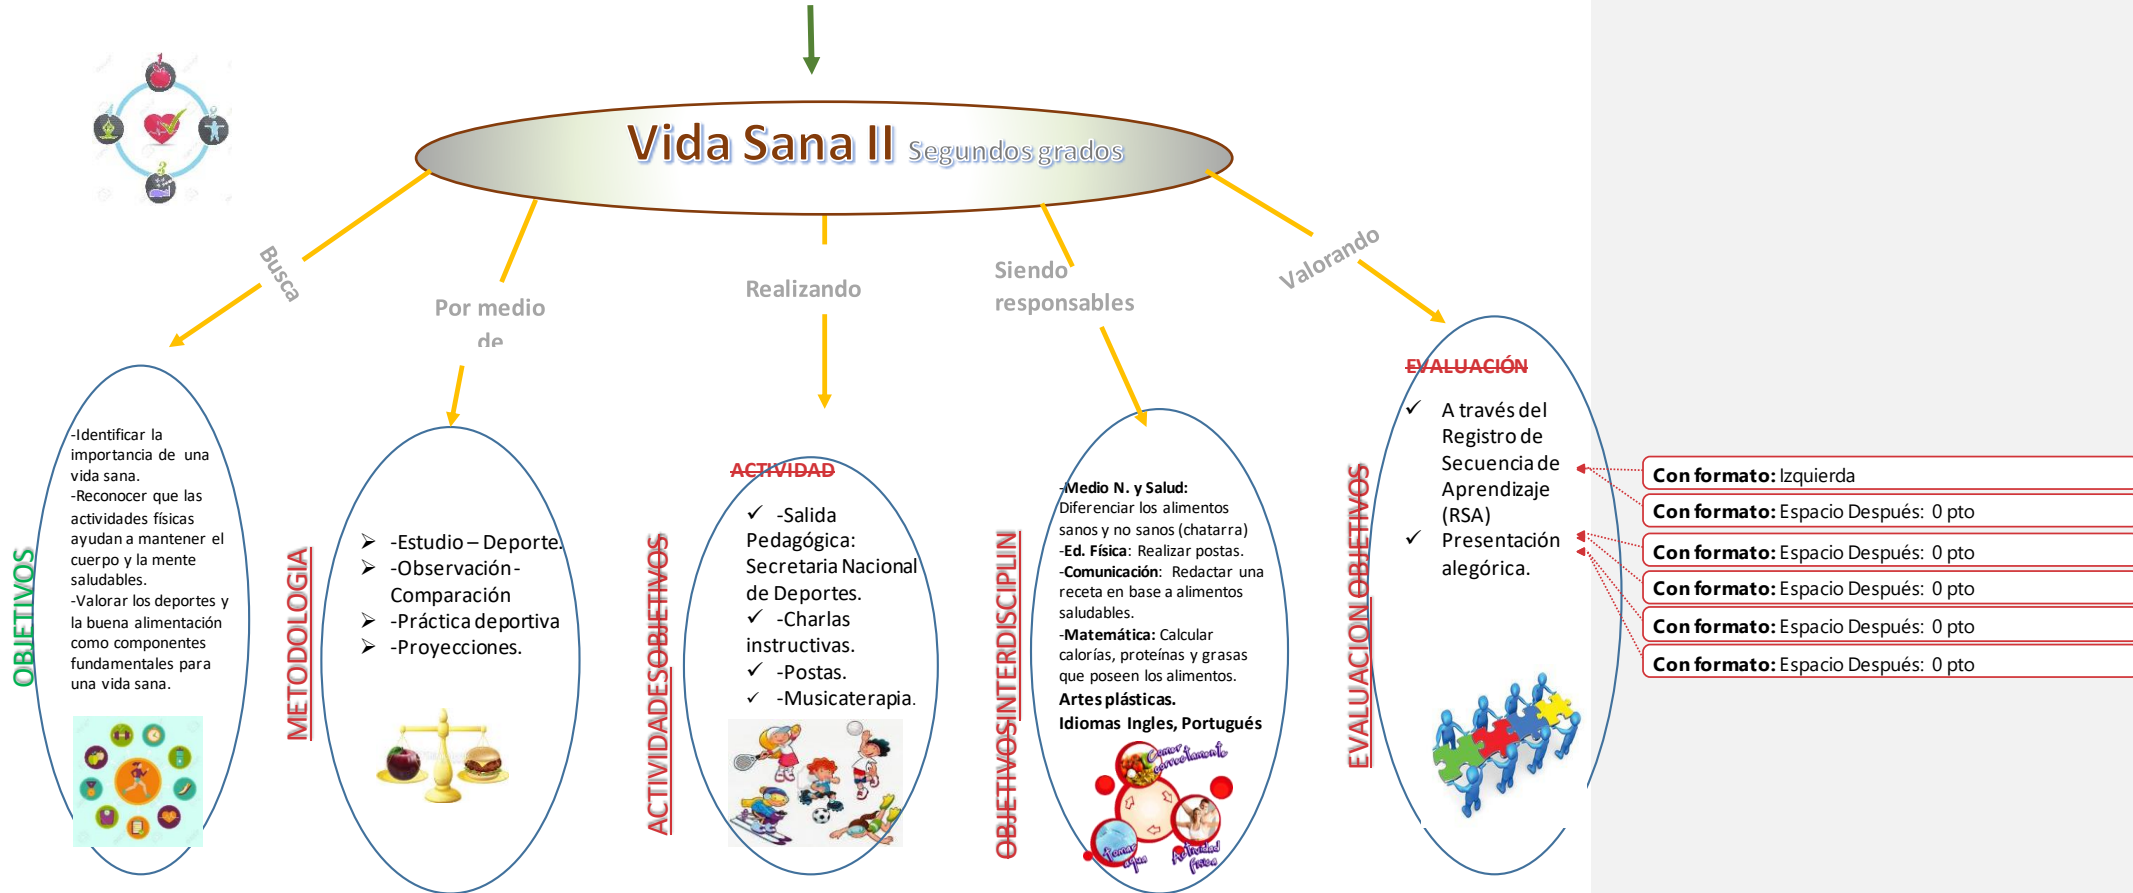 Vida Sana II Segundos grados
Busca
Por medio
de
Realizando
Siendo
responsables
Valorando
OBJETIVOS
-Identificar la
importancia de una
vida sana.
-Reconocer que las
actividades físicas
ayudan a mantener el
cuerpo y la mente
saludables.
-Valorar los deportes y
la buena alimentación
como componentes
fundamentales para
una vida sana.
METODOLOGIA
-Estudio – Deporte.
-Observación -
Comparación
-Práctica deportiva
-Proyecciones.
ACTIVIDADESOBJETIVOS
ACTIVIDAD
-Salida
Pedagógica:
Secretaria Nacional
de Deportes.
-Charlas
instructivas.
-Postas.
-Musicaterapia.
OBJETIVOSINTERDISCIPLIN
-Medio N. y Salud:
Diferenciar los alimentos
sanos y no sanos (chatarra)
-Ed. Física: Realizar postas.
-Comunicación: Redactar una
receta en base a alimentos
saludables.
-Matemática: Calcular
calorías, proteínas y grasas
que poseen los alimentos.
Artes plásticas.
Idiomas Ingles, Portugués
Comer
correctamente
Tomar
agua
Actividad
física
EVALUACIONOBJETIVOS
EVALUACIÓN
A través del
Registro de
Secuencia de
Aprendizaje
(RSA)
Presentación
alegórica.
Con formato: Izquierda
Con formato: Espacio Después: 0 pto
Con formato: Espacio Después: 0 pto
Con formato: Espacio Después: 0 pto
Con formato: Espacio Después: 0 pto
Con formato: Espacio Después: 0 pto